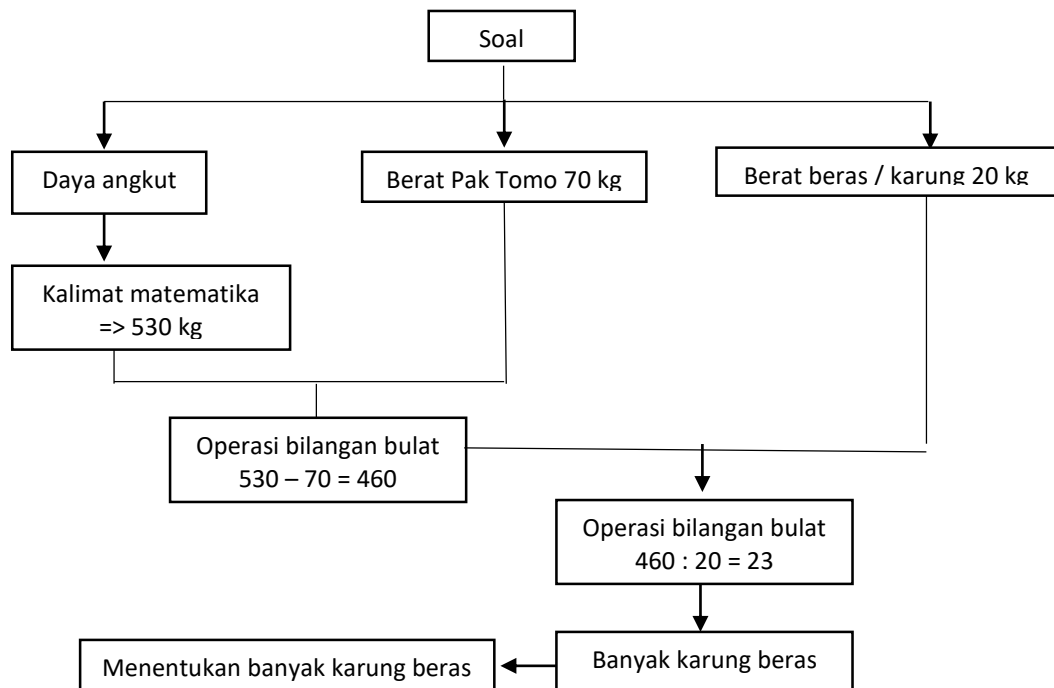 Soal
Daya angkut
Berat Pak Tomo 70 kg
Berat beras / karung 20 kg
Kalimat matematika
=> 530 kg
Operasi bilangan bulat
530 – 70 = 460
Operasi bilangan bulat
460 : 20 = 23
Banyak karung beras
Menentukan banyak karung beras